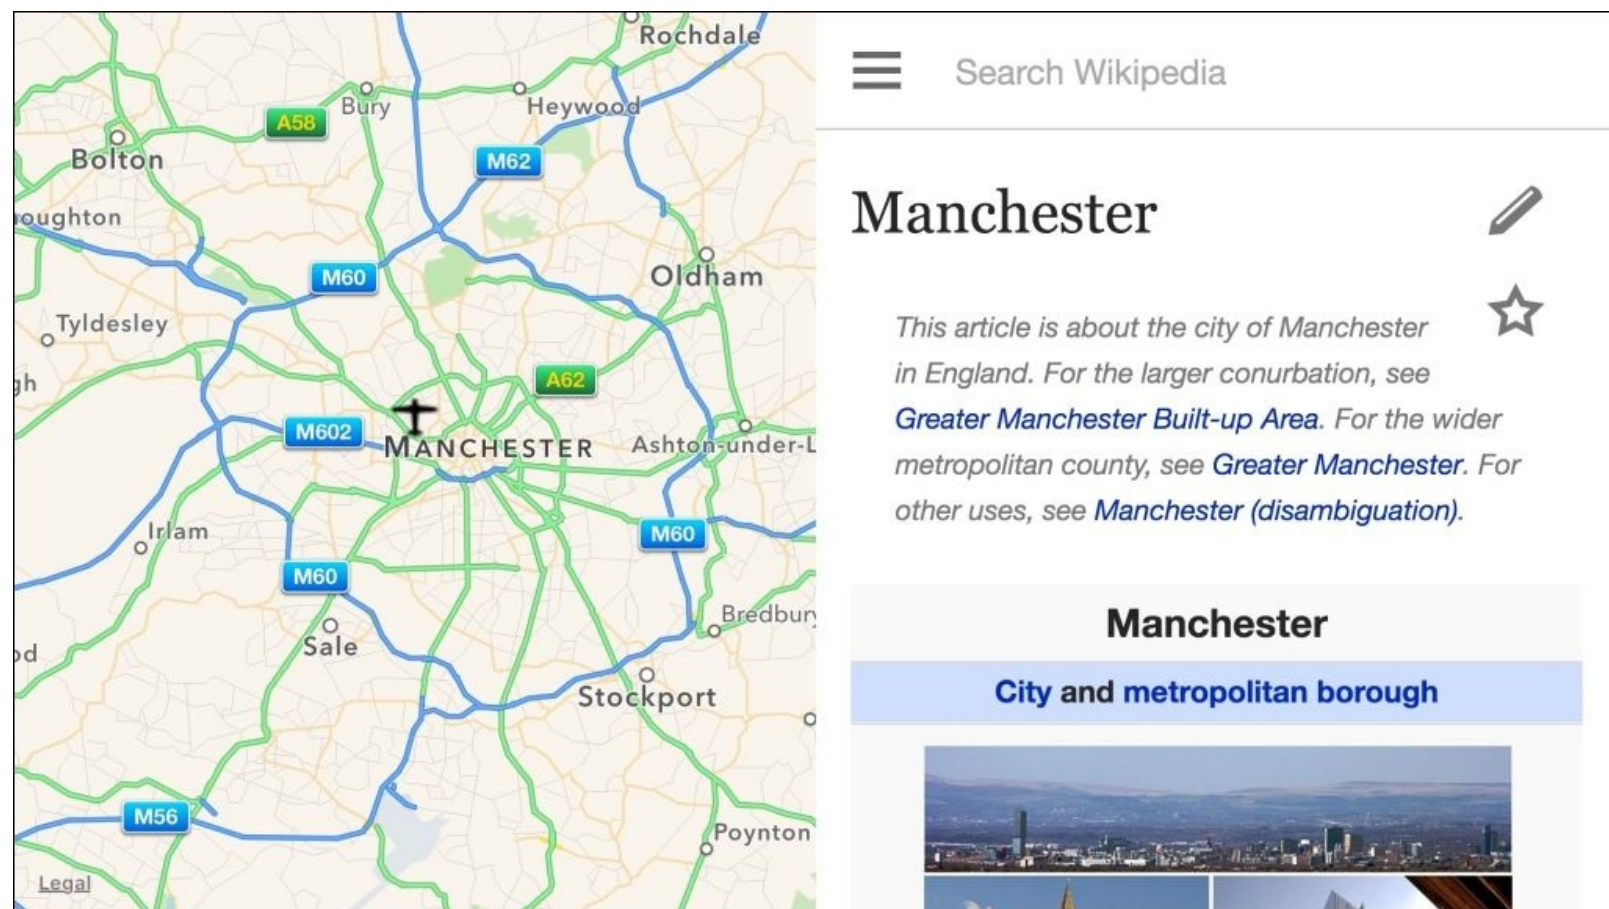 Rochdale
Bury
Heywood
A58
Bolton
M62
oughton
M60
Oldham
Tyldesley
gh
A62
M602
MANCHESTER
Ashton-under-L
Irlam
M60
M60
Bredbury
Sale
od
Stockport
M56
Poynton
Legal
Search Wikipedia
Manchester
This article is about the city of Manchester
in England. For the larger conurbation, see
Greater Manchester Built-up Area. For the wider
metropolitan county, see Greater Manchester. For
other uses, see Manchester (disambiguation).
Manchester
City and metropolitan borough